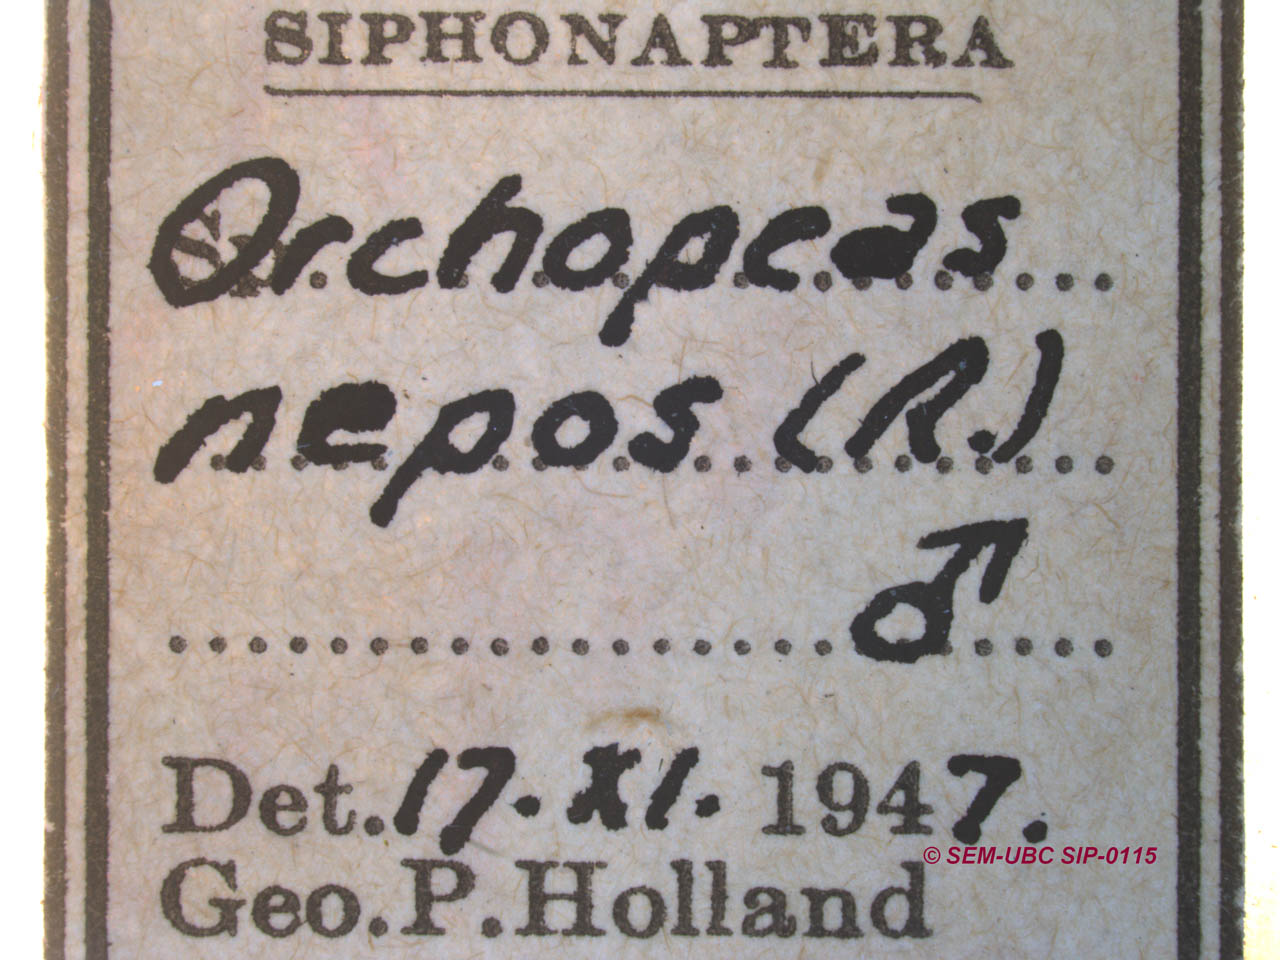 SIPHONAPTERA
Orchopeas
nepos (R.)
♂
Det. 17. XI. 1947.
© SEM-UBC SIP-0115
Geo. P. Holland